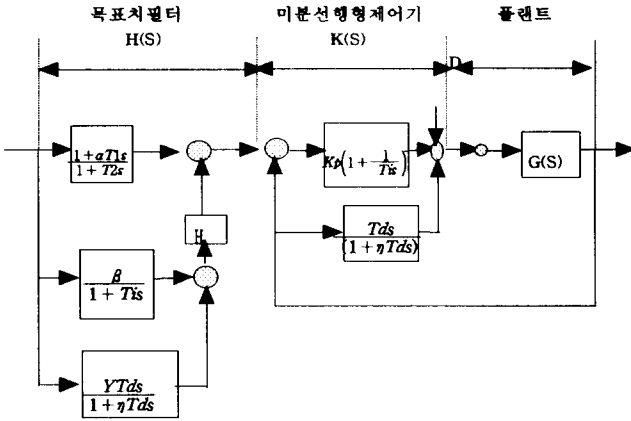 목표치필터
H(S)
미분선행형제어기
K(S)
플랜트
D
1+αT1s
1+T2s
Kp(1+1/Tis)
G(S)
H
Tds
(1+ηTds)
β
1+Tis
YTds
1+ηTds